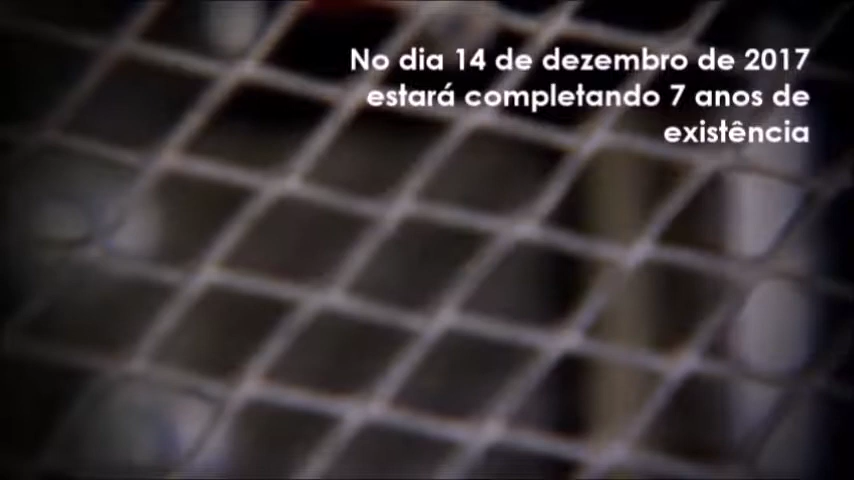 No dia 14 de dezembro de 2017
estará completando 7 anos de
existência